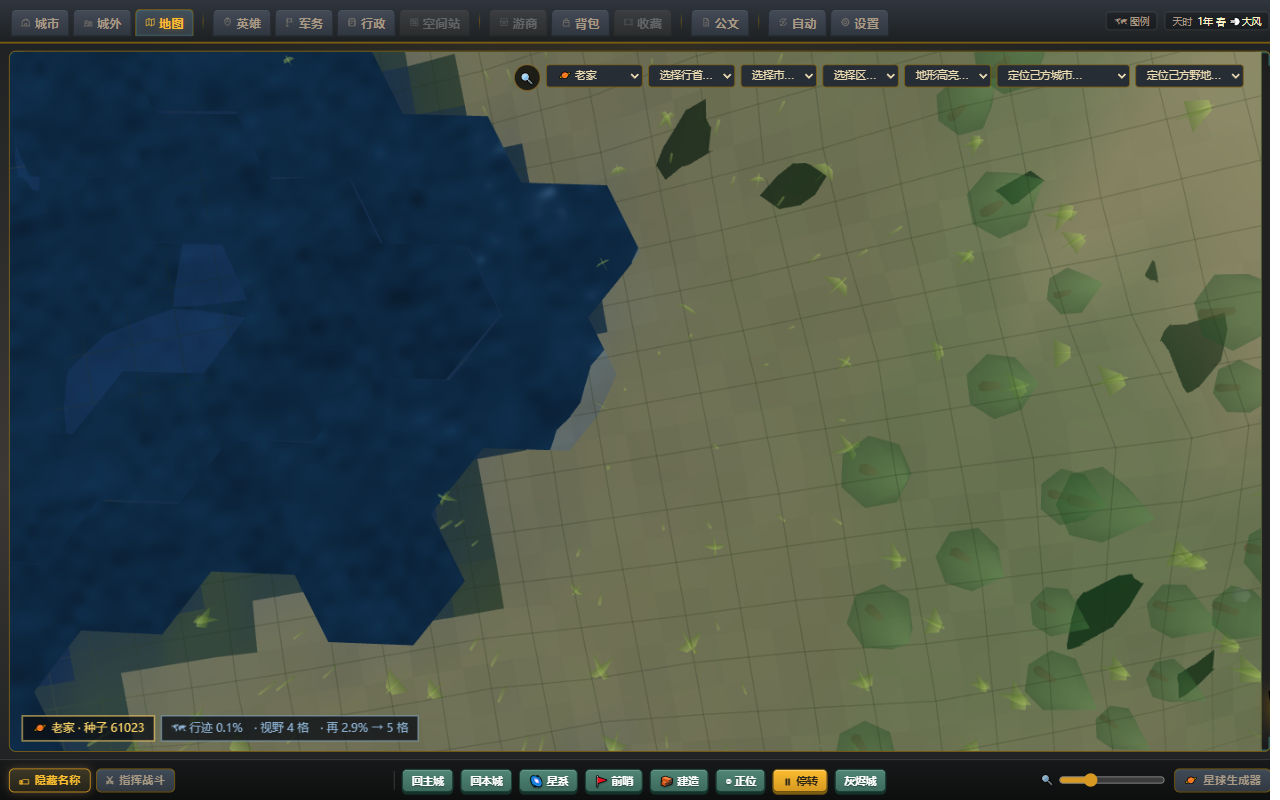 城市 城外 地图 英雄 军务 行政 空间站 游商 背包 收藏 公文 自动 设置 图例 天时 1年 春 大风
老家 选择行首... 选择市... 选择区... 地形高亮... 定位己方城市... 定位己方野地...
老家 · 种子 61023 行迹 0.1% · 视野 4 格 · 再 2.9% → 5 格
隐藏名称 指挥战斗 回主城 回本城 星系 前哨 建造 正位 停转 友烬城 星球生成器